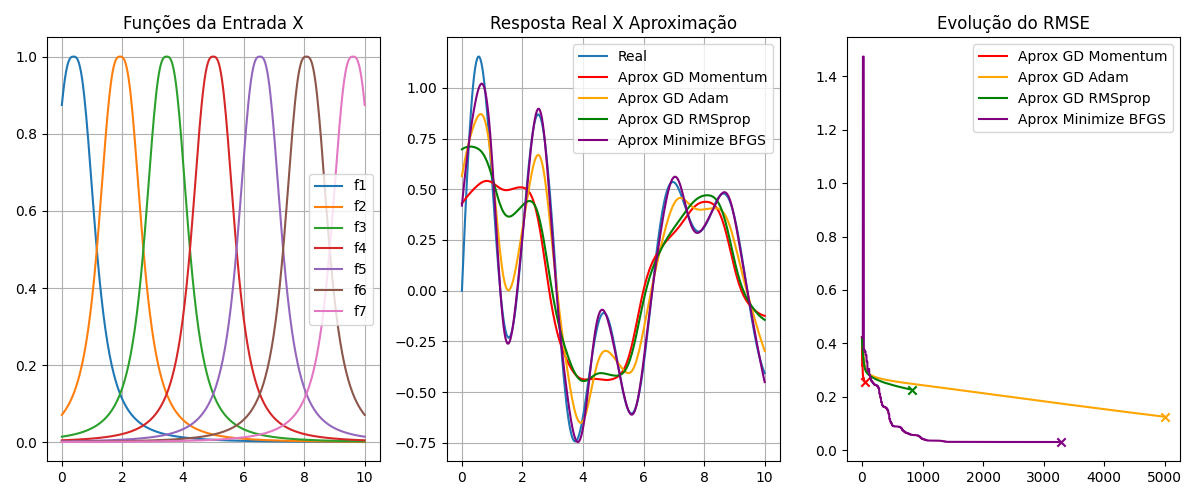 Funções da Entrada X
1.0
0.8
0.6
0.4
0.2
0.0
0
2
4
6
8
10
f1
f2
f3
f4
f5
f6
f7
Resposta Real X Aproximação
1.00
0.75
0.50
0.25
0.00
−0.25
−0.50
−0.75
0
2
4
6
8
10
Real
Aprox GD Momentum
Aprox GD Adam
Aprox GD RMSprop
Aprox Minimize BFGS
Evolução do RMSE
1.4
1.2
1.0
0.8
0.6
0.4
0.2
0.0
0
1000
2000
3000
4000
5000
Aprox GD Momentum
Aprox GD Adam
Aprox GD RMSprop
Aprox Minimize BFGS